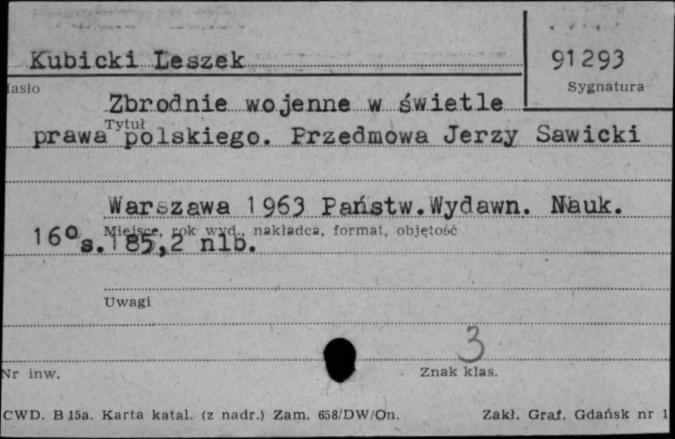 Kubicki Leszek
91293
Hasło
Sygnatura
Zbrodnie wojenne w świetle
Tytuł
prawa polskiego. Przedmowa Jerzy Sawicki
Warszawa 1963 Państw.Wydawn. Nauk.
Miejsce, rok wyd., nakładca, format, objętość
16° s.185,2 nlb.
Uwagi
3
Nr inw.
Znak klas.
CWD. B 15a. Karta katal. (z nadr.) Zam. 658/DW/On.
Zakł. Graf. Gdańsk nr 1